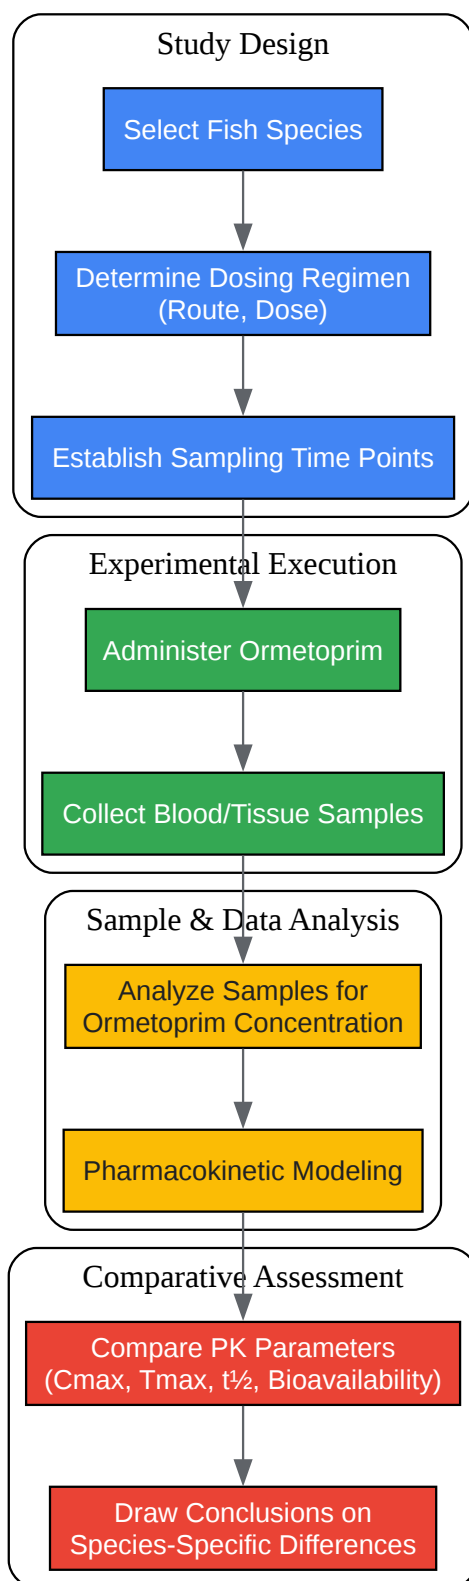 Study Design
Select Fish Species
Determine Dosing Regimen
(Route, Dose)
Establish Sampling Time Points
Experimental Execution
Administer Ormetoprim
Collect Blood/Tissue Samples
Sample & Data Analysis
Analyze Samples for
Ormetoprim Concentration
Pharmacokinetic Modeling
Comparative Assessment
Compare PK Parameters
(Cmax, Tmax, t½, Bioavailability)
Draw Conclusions on
Species-Specific Differences